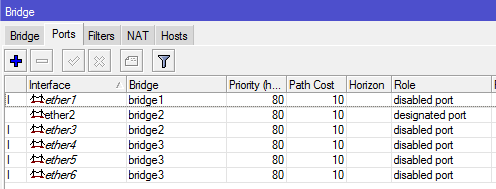 Bridge
Bridge Ports Filters NAT Hosts
Interface Bridge Priority (h... Path Cost Horizon Role
I ether1 bridge1 80 10 disabled port
ether2 bridge2 80 10 designated port
I ether3 bridge2 80 10 disabled port
I ether4 bridge3 80 10 disabled port
I ether5 bridge3 80 10 disabled port
I ether6 bridge3 80 10 disabled port